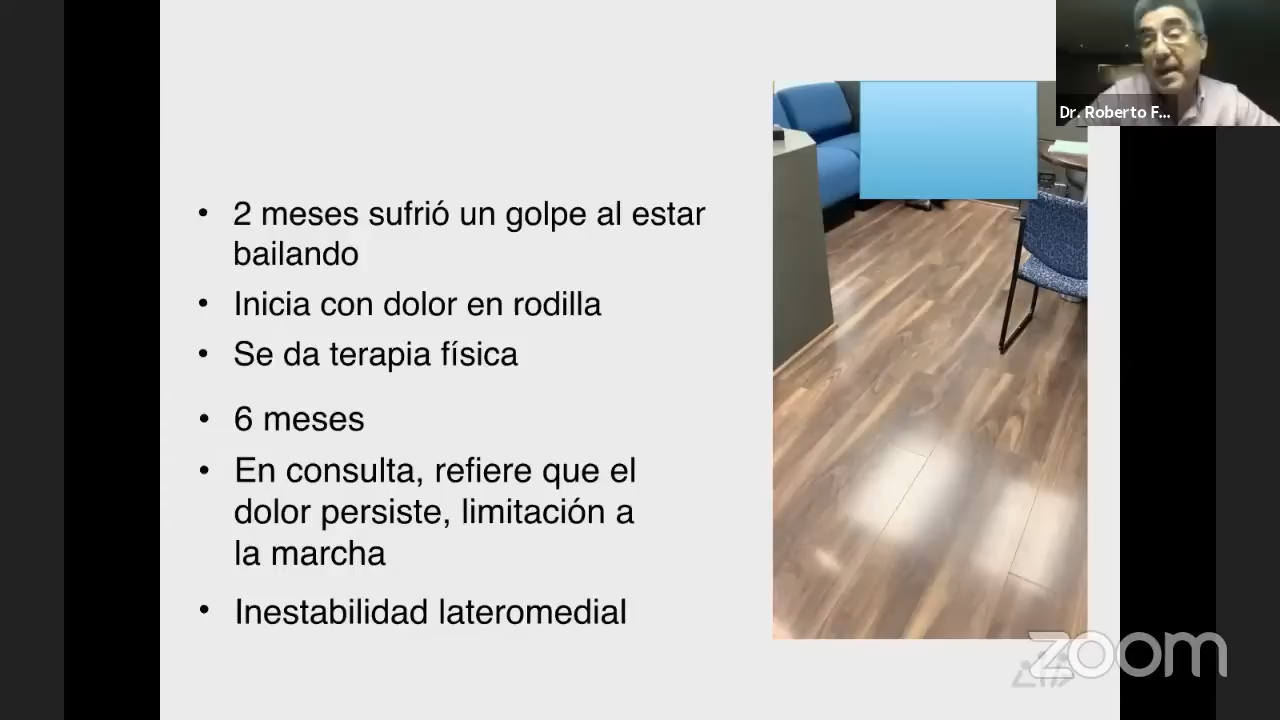 Dr. Roberto F...
• 2 meses sufrió un golpe al estar
bailando
• Inicia con dolor en rodilla
• Se da terapia física
• 6 meses
• En consulta, refiere que el
dolor persiste, limitación a
la marcha
• Inestabilidad lateromedial
zoom